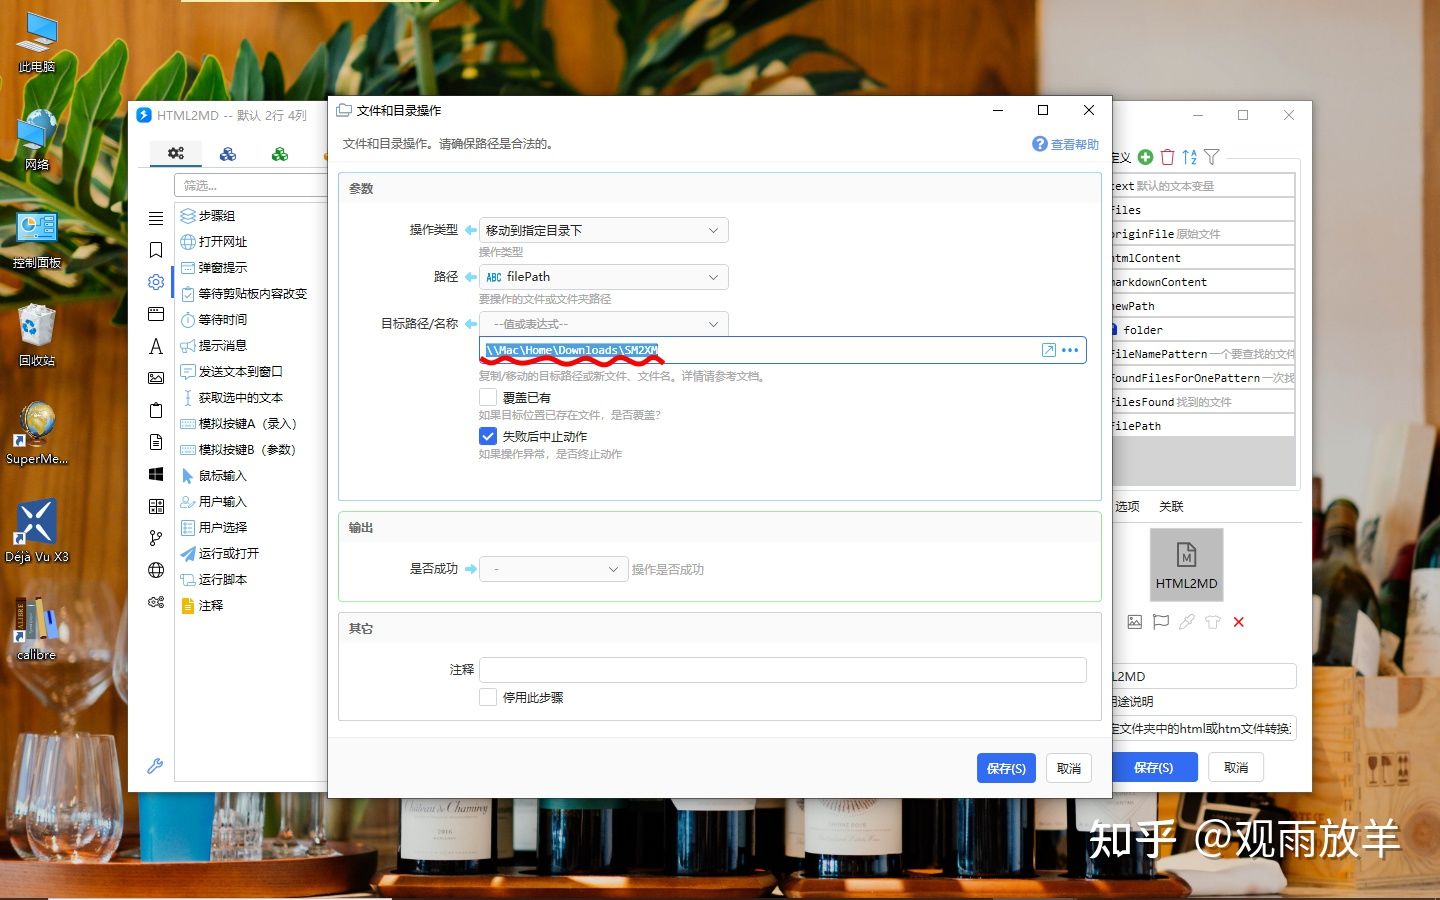 此电脑
网络
控制面板
回收站
SuperMe...
Déjà Vu X3
calibre
HTML2MD -- 默认 2行 4列
筛选...
步骤组
打开网址
弹窗提示
等待剪贴板内容改变
等待时间
提示消息
发送文本到窗口
获取选中的文本
模拟按键A（录入）
模拟按键B（参数）
鼠标输入
用户输入
用户选择
运行或打开
运行脚本
注释
文件和目录操作
文件和目录操作。请确保路径是合法的。
查看帮助
参数
操作类型 移动到指定目录下
操作类型
路径 ABC filePath
要操作的文件或文件夹路径
目标路径/名称 --值或表达式--
\\Mac\Home\Downloads\SM2XM
复制/移动的目标路径或新文件、文件名。详情请参考文档。
覆盖已有
如果目标位置已存在文件，是否覆盖？
失败后中止动作
如果操作异常，是否终止动作
输出
是否成功 - 操作是否成功
其它
注释
停用此步骤
保存(S) 取消
定义
text 默认的文本变量
files
originFile 原始文件
htmlContent
markdownContent
newPath
folder
fileNamePattern 一个要查找的文件
foundFilesForOnePattern 一次找
filesFound 找到的文件
filePath
选项 关联
HTML2MD
L2MD
用途说明
定文件夹中的html或htm文件转换
保存(S) 取消
Château de Chamirey
2016
知乎 @观雨放羊